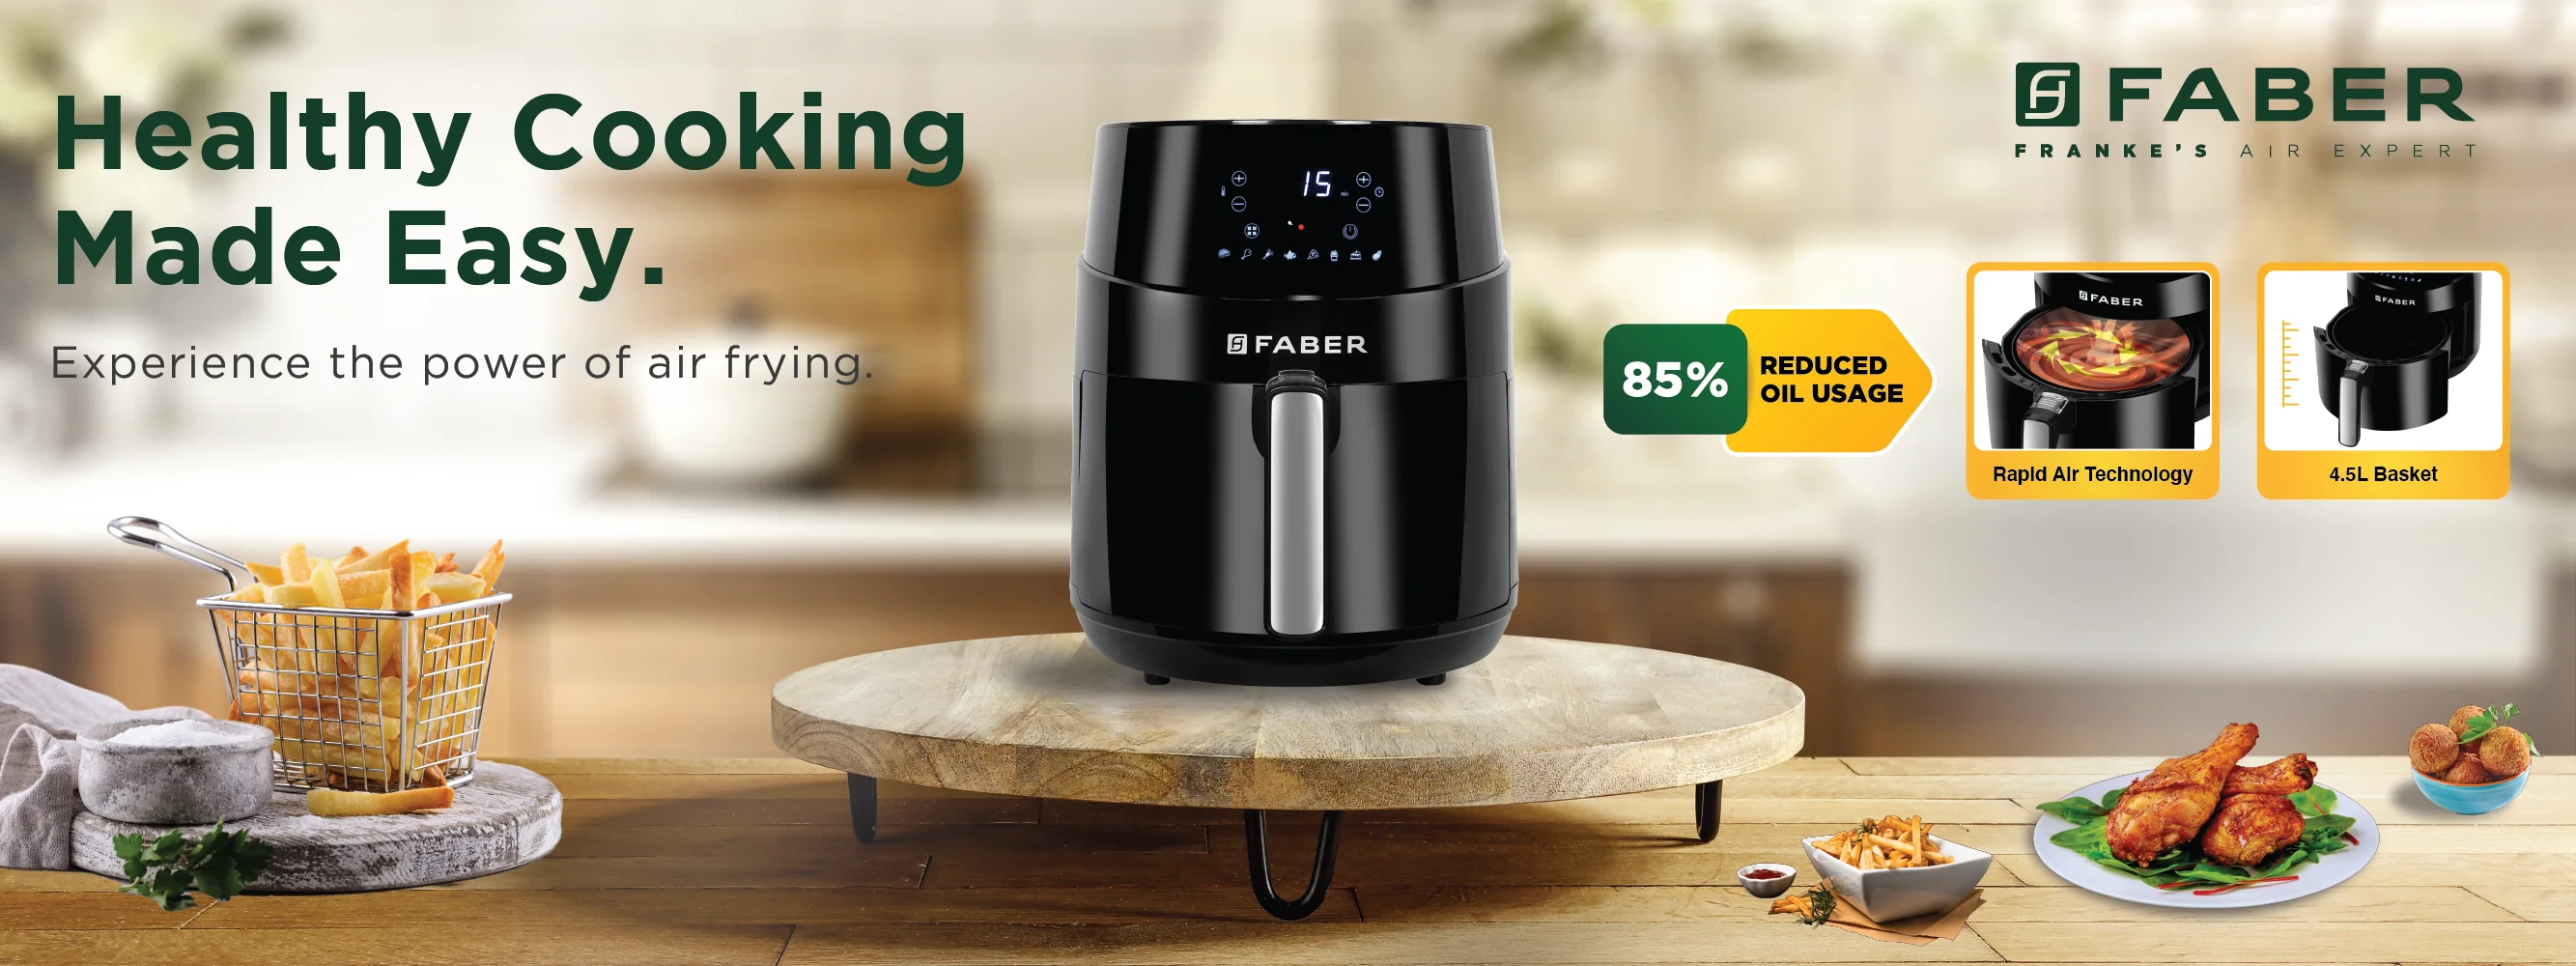 Healthy Cooking
Made Easy.
Experience the power of air frying.
15
FABER
85%
REDUCED
OIL USAGE
FABER
FRANKE'S AIR EXPERT
FABER
Rapid Air Technology
FABER
4.5L Basket